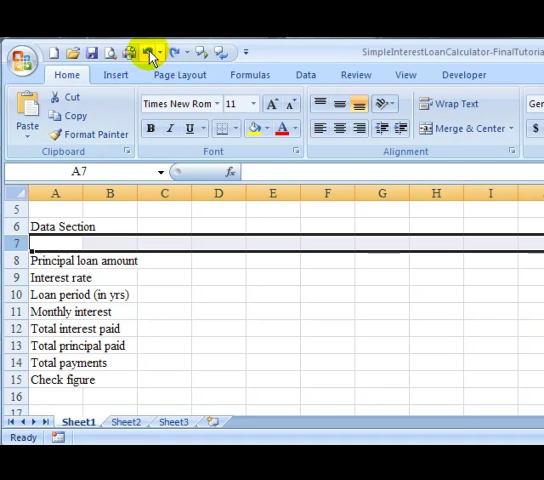 SimpleInterestLoanCalculator-FinalTutoria
Home Insert Page Layout Formulas Data Review View Developer
Cut
Copy
Format Painter
Paste
Clipboard
Times New Rom 11 A A
B I U A
Font
Wrap Text
Merge & Center
Alignment
Gen
$
A7 fx
A B C D E F G H I
5
6 Data Section
7
8 Principal loan amount
9 Interest rate
10 Loan period (in yrs)
11 Monthly interest
12 Total interest paid
13 Total principal paid
14 Total payments
15 Check figure
16
17
Sheet1 Sheet2 Sheet3
Ready